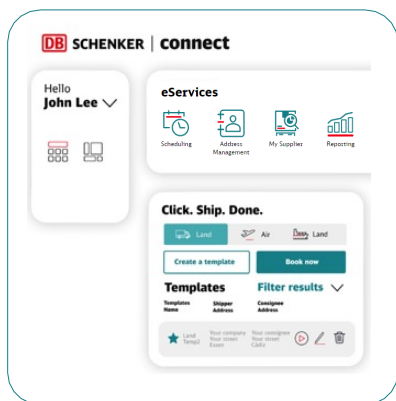 DB SCHENKER | connect
Hello
John Lee
eServices
Scheduling
Address
Management
My Supplier
Reporting
Click. Ship. Done.
Land Air Land
Create a template Book now
Templates Filter results
Templates Shipper Consignee
Name Address Address
Land Your company Your consignee
Temp2 Your street Your street
Essen Cádiz